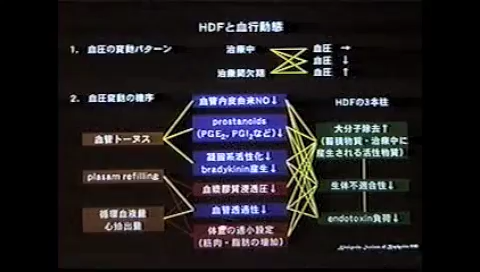 HDFと血行動態
1. 血圧の変動パターン
治療中
血圧 →
血圧 ↓
治療間欠期
血圧 ↑
2. 血圧変動の機序
HDFの3本柱
血管トーヌス
plasam refilling
循環血液量
心拍出量
血管内皮由来NO↓
prostanoids
(PGE₂, PGI₂など)↓
凝固系活性化↓
bradykinin産生↓
血漿膠質浸透圧↓
血管透過性↓
体重の過小設定
(筋肉・脂肪の増加)
大分子除去↑
(蓄積物質・治療中に
産生される活性物質)
生体不適合性↓
endotoxin負荷↓